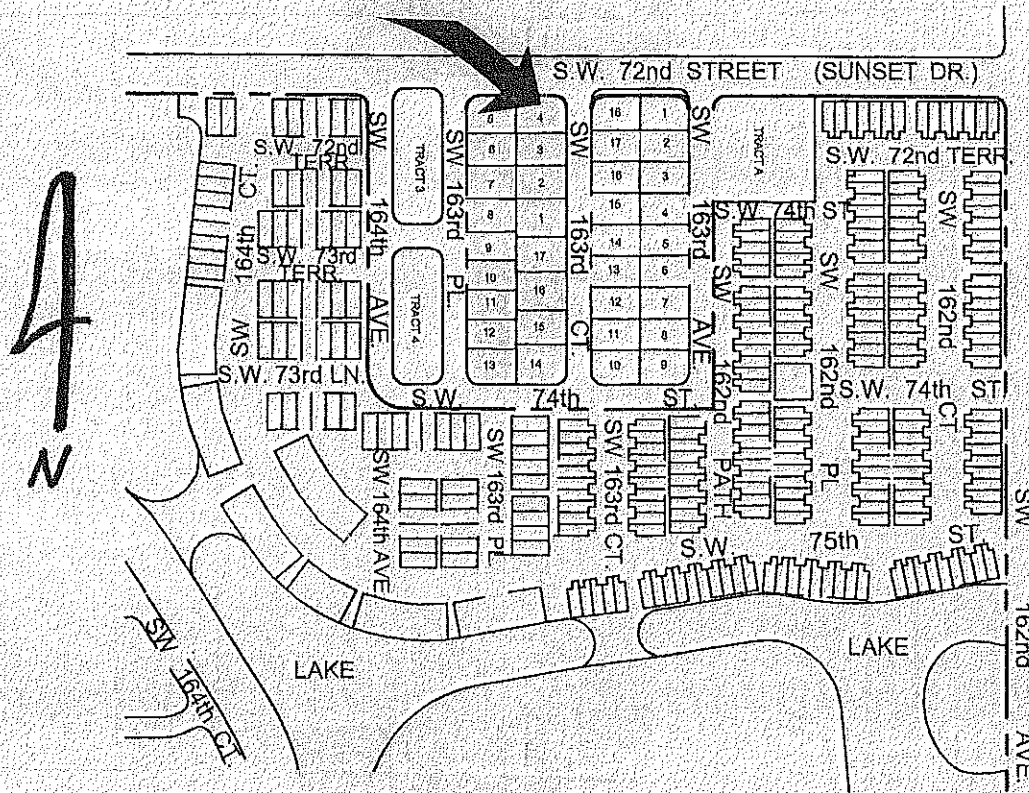 S.W. 72nd STREET (SUNSET DR.)
S.W. 72nd
TERR.
SW 164th CT.
S.W. 73rd
TERR.
S.W. 73rd LN.
SW 164th AVE.
TRACT 3
TRACT 4
SW 163rd PL
4
6
3
7
2
8
1
9
17
10
16
11
15
12
13
14
SW 163rd CT.
16
1
17
2
3
15
4
14
5
13
6
12
7
11
8
10
9
SW 163rd AVE
TRACT A
S.W. 72nd TERR.
S.W 74th ST
SW 162nd PATH
SW 162nd PL
SW 162nd CT
S.W. 74th ST
S.W. 74th ST.
SW 164th AVE
SW 163rd PL
SW 163rd CT.
S.W. 75th ST
SW 162nd AVE
LAKE
LAKE
SW 164th CT
N